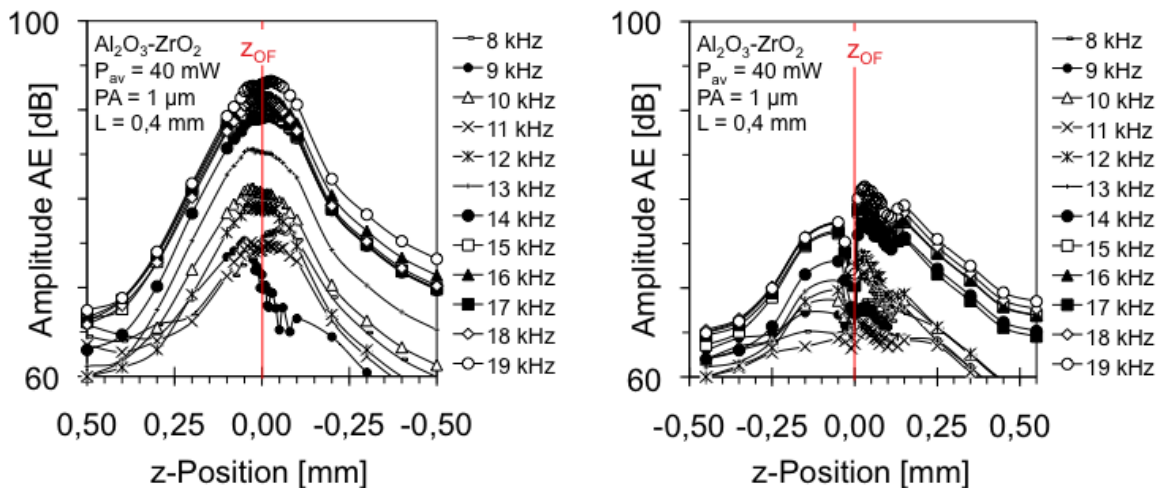 100
Al₂O₃-ZrO₂
P_av = 40 mW
PA = 1 µm
L = 0,4 mm
z_OF
Amplitude AE [dB]
60
0,50 0,25 0,00 -0,25 -0,50
z-Position [mm]
8 kHz
9 kHz
10 kHz
11 kHz
12 kHz
13 kHz
14 kHz
15 kHz
16 kHz
17 kHz
18 kHz
19 kHz
100
Al₂O₃-ZrO₂
P_av = 40 mW
PA = 1 µm
L = 0,4 mm
z_OF
Amplitude AE [dB]
60
-0,50 -0,25 0,00 0,25 0,50
z-Position [mm]
8 kHz
9 kHz
10 kHz
11 kHz
12 kHz
13 kHz
14 kHz
15 kHz
16 kHz
17 kHz
18 kHz
19 kHz